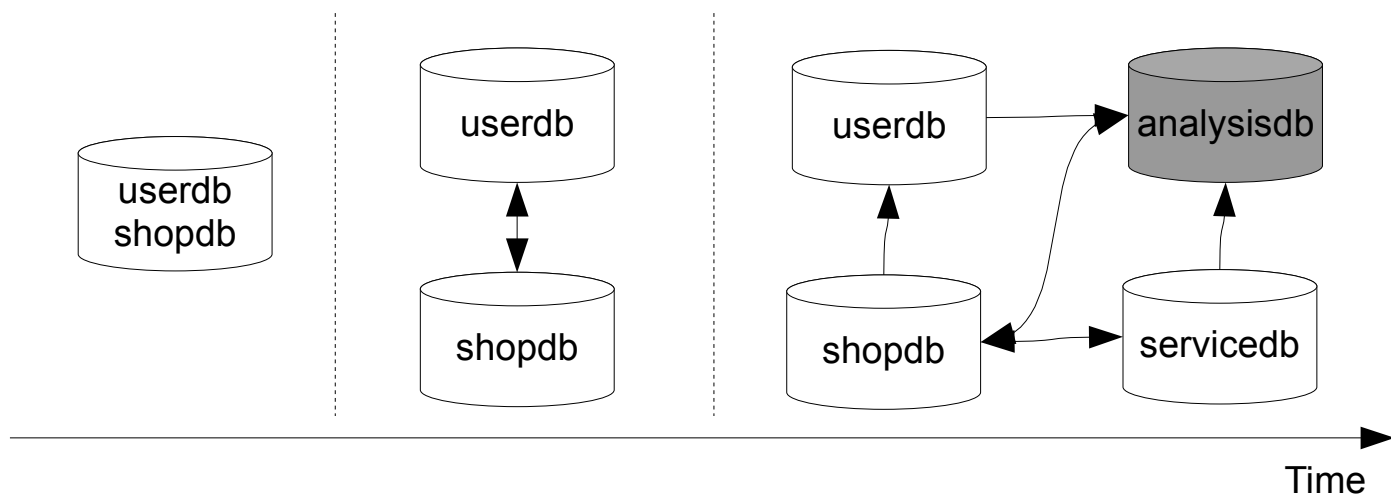 userdb
shopdb
userdb
shopdb
userdb
analysisdb
shopdb
servicedb
Time